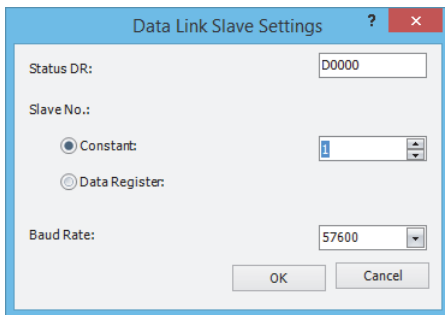 Data Link Slave Settings ? ×
Status DR: D0000
Slave No.:
Constant: 1
Data Register:
Baud Rate: 57600
OK Cancel